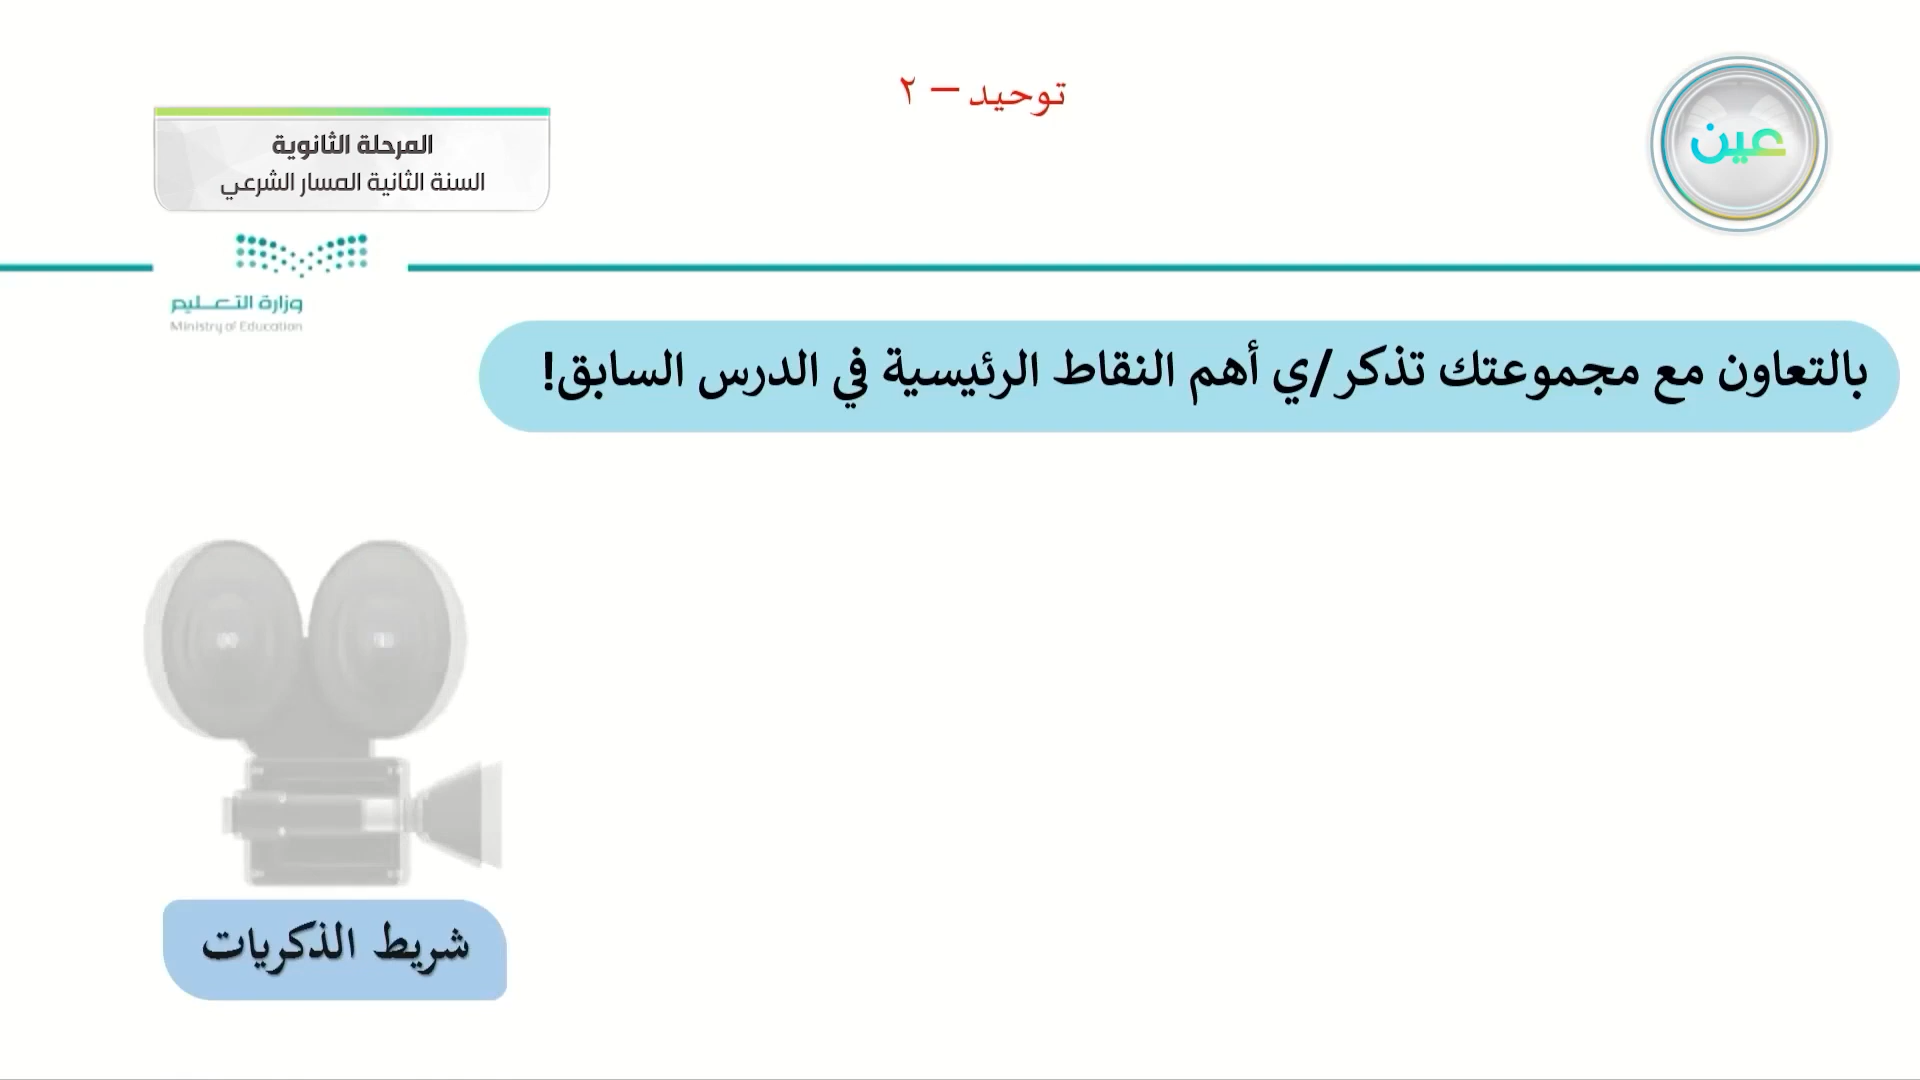 توحيد – ٢
عين
المرحلة الثانوية
السنة الثانية المسار الشرعي
وزارة التعليم
Ministry of Education
بالتعاون مع مجموعتك تذكر/ي أهم النقاط الرئيسية في الدرس السابق!
شريط الذكريات